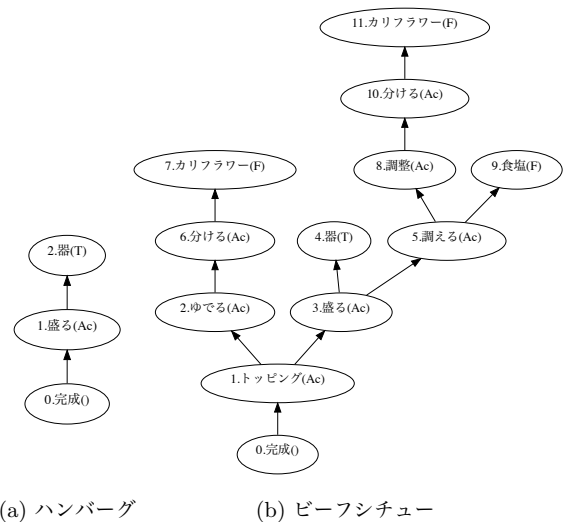 11.カリフラワー(F)
10.分ける(Ac)
7.カリフラワー(F)
8.調整(Ac)
9.食塩(F)
2.器(T)
6.分ける(Ac)
4.器(T)
5.調える(Ac)
1.盛る(Ac)
2.ゆでる(Ac)
3.盛る(Ac)
0.完成()
1.トッピング(Ac)
0.完成()
(a) ハンバーグ
(b) ビーフシチュー